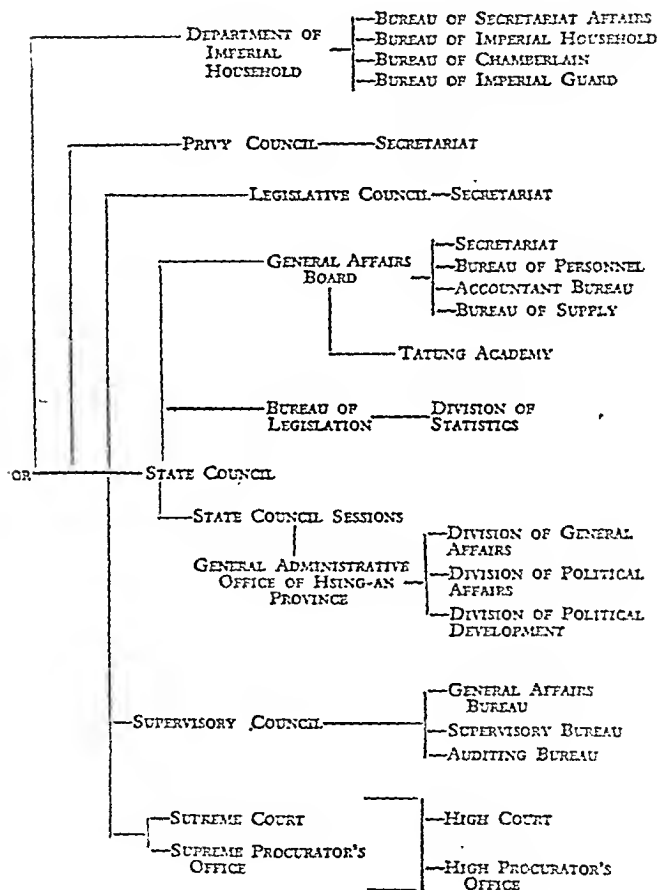 DEPARTMENT OF
IMPERIAL
HOUSEHOLD
BUREAU OF SECRETARIAT AFFAIRS
BUREAU OF IMPERIAL HOUSEHOLD
BUREAU OF CHAMBERLAIN
BUREAU OF IMPERIAL GUARD
PRIVY COUNCIL
SECRETARIAT
LEGISLATIVE COUNCIL
SECRETARIAT
GENERAL AFFAIRS
BOARD
SECRETARIAT
BUREAU OF PERSONNEL
ACCOUNTANT BUREAU
BUREAU OF SUPPLY
TATUNG ACADEMY
BUREAU OF
LEGISLATION
DIVISION OF
STATISTICS
OR
STATE COUNCIL
STATE COUNCIL SESSIONS
GENERAL ADMINISTRATIVE
OFFICE OF HSING-AN
PROVINCE
DIVISION OF GENERAL
AFFAIRS
DIVISION OF POLITICAL
AFFAIRS
DIVISION OF POLITICAL
DEVELOPMENT
SUPERVISORY COUNCIL
GENERAL AFFAIRS
BUREAU
SUPERVISORY BUREAU
AUDITING BUREAU
SUTREME COURT
SUPREME PROCURATOR'S
OFFICE
HIGH COURT
HIGH PROCURATOR'S
OFFICE